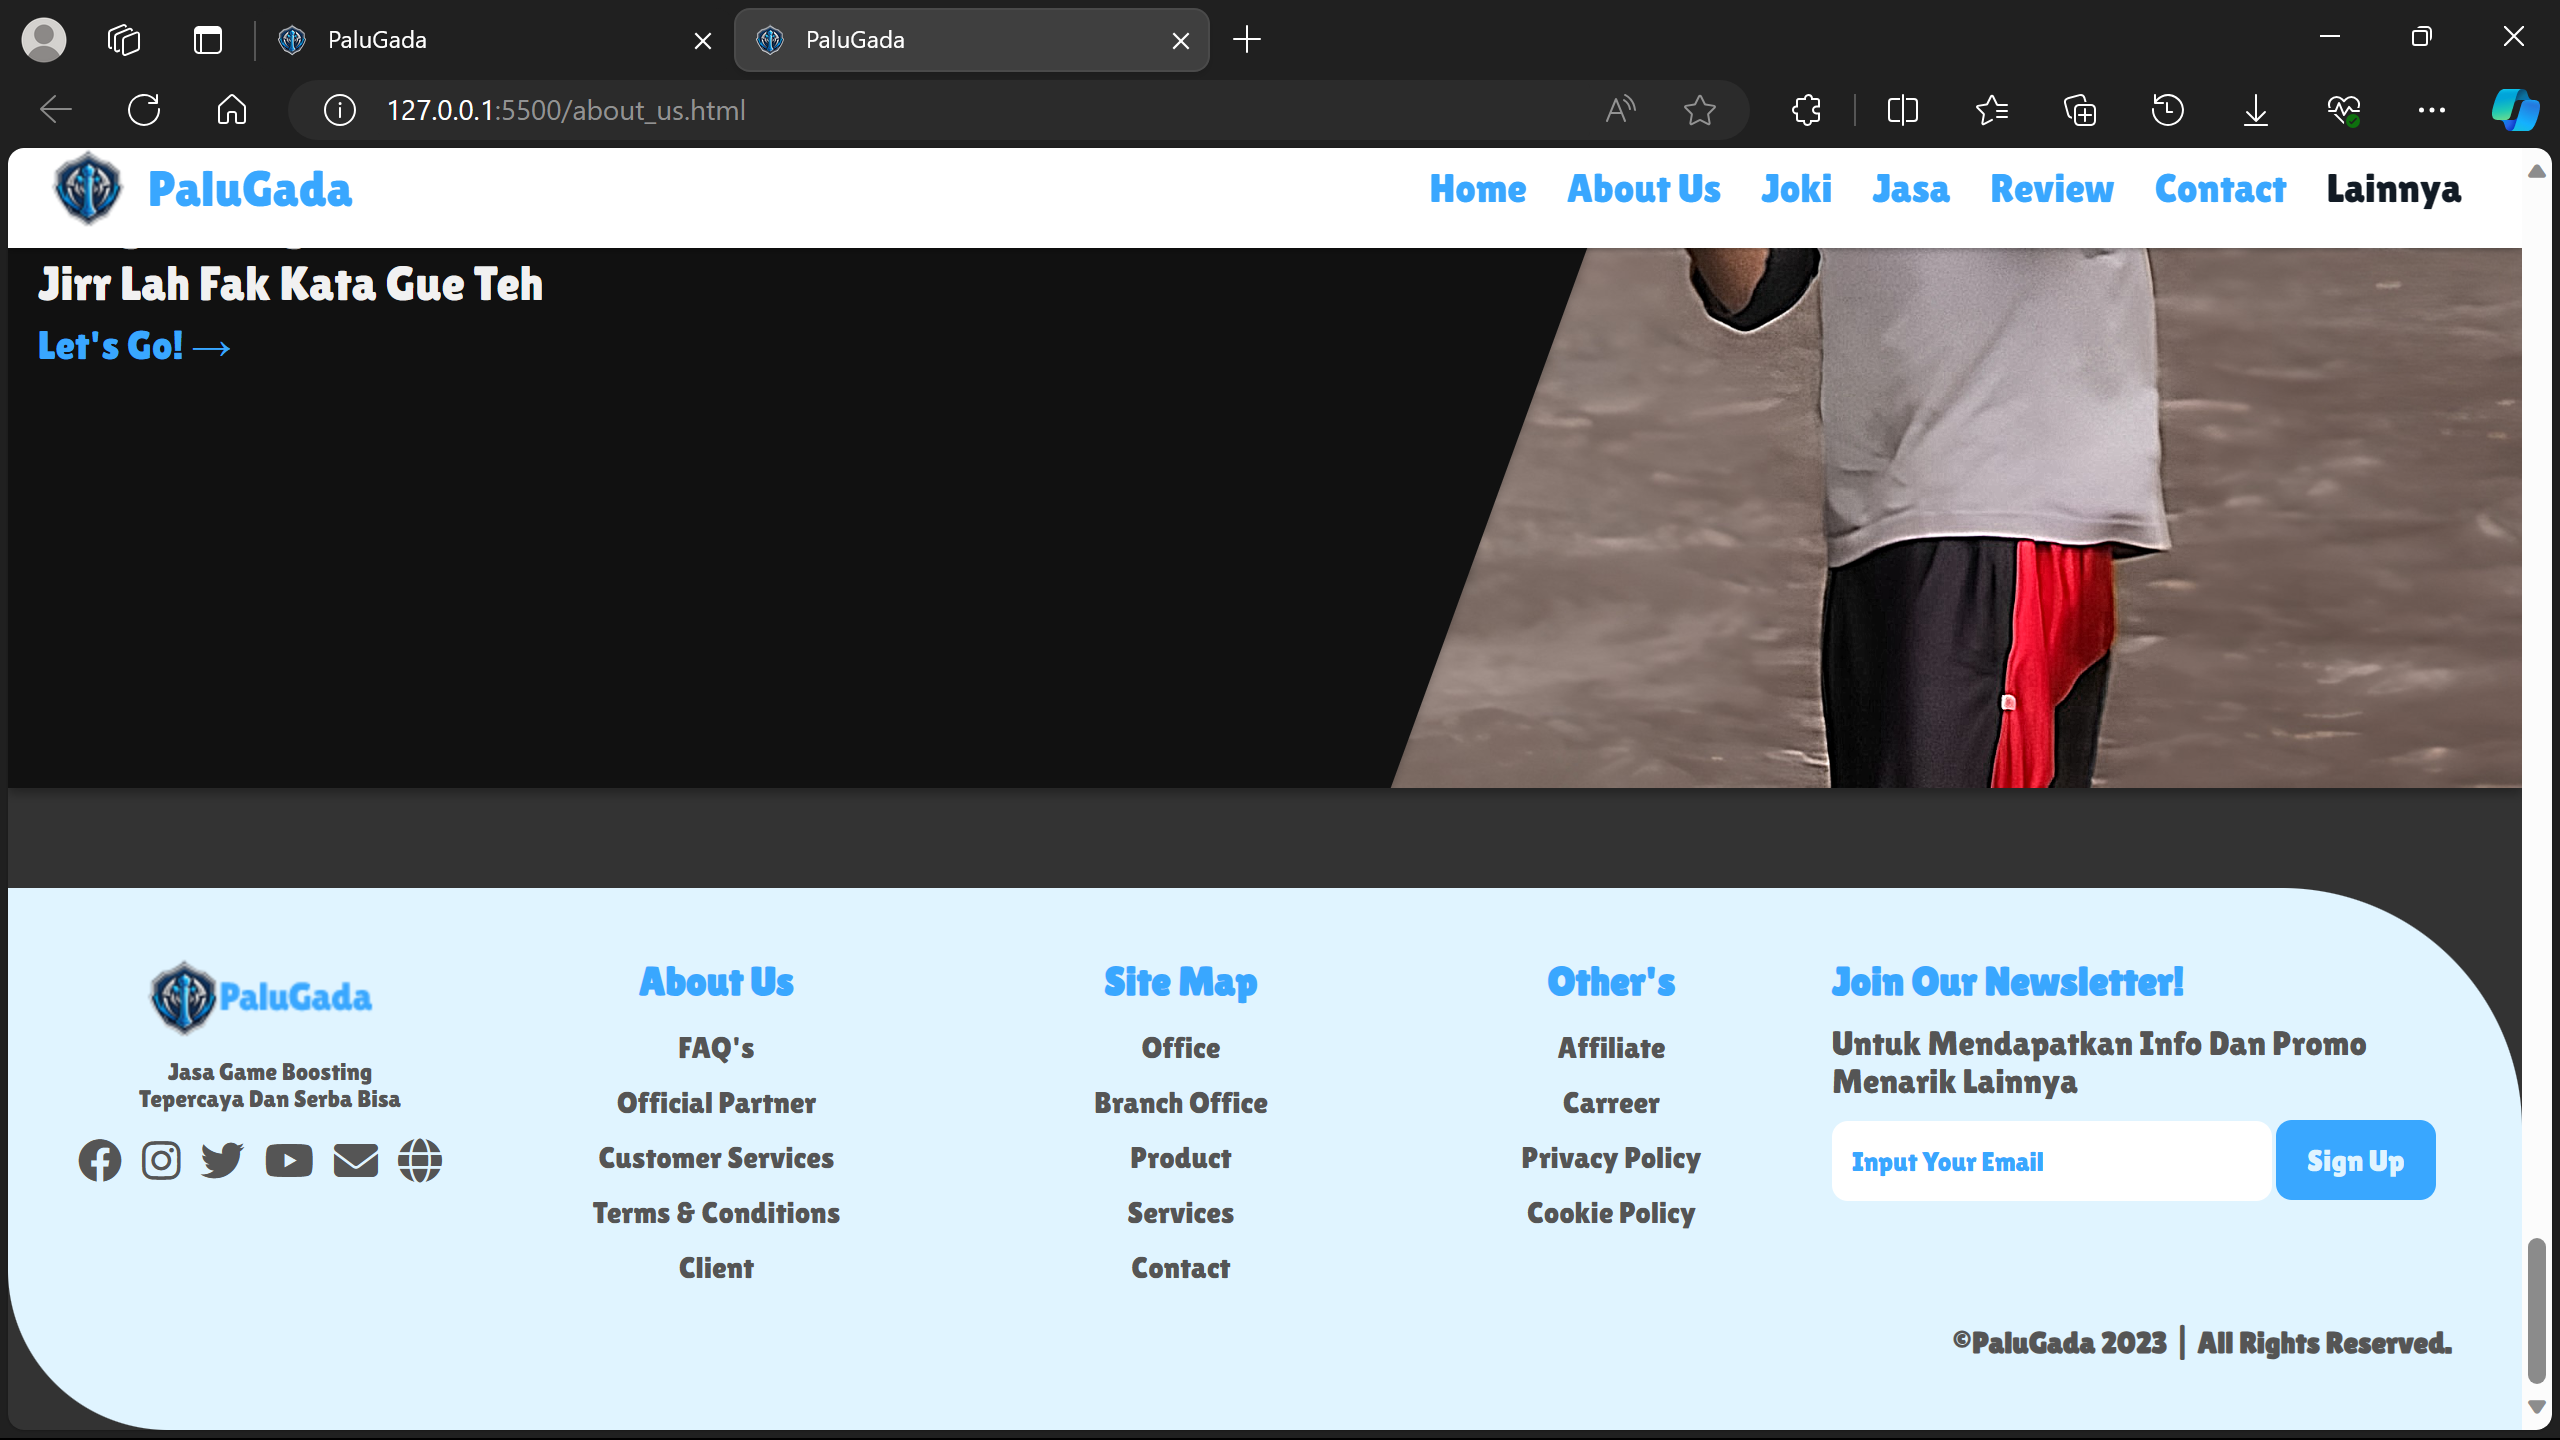 PaluGada
PaluGada
127.0.0.1:5500/about_us.html
PaluGada
Home About Us Joki Jasa Review Contact Lainnya
Jirr Lah Fak Kata Gue Teh
Let's Go! →
PaluGada
Jasa Game Boosting
Tepercaya Dan Serba Bisa
About Us
FAQ's
Official Partner
Customer Services
Terms & Conditions
Client
Site Map
Office
Branch Office
Product
Services
Contact
Other's
Affiliate
Carreer
Privacy Policy
Cookie Policy
Join Our Newsletter!
Untuk Mendapatkan Info Dan Promo
Menarik Lainnya
Input Your Email
Sign Up
©PaluGada 2023 | All Rights Reserved.